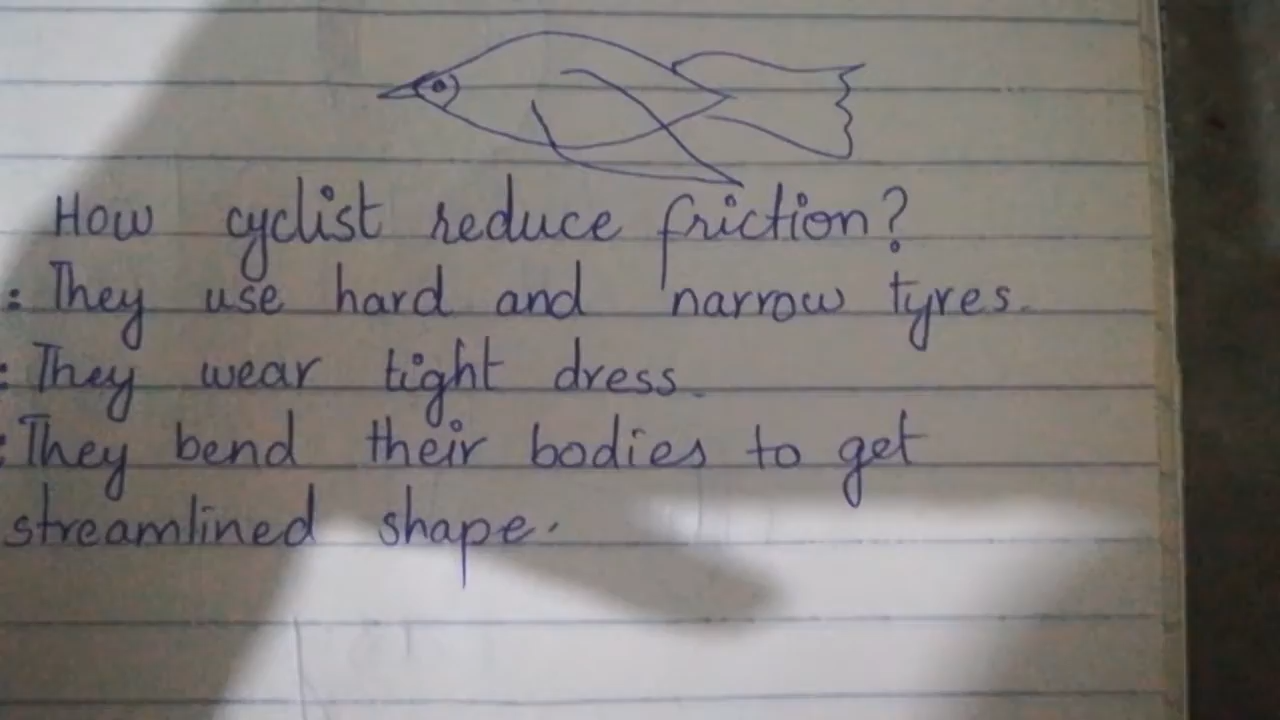 How cyclist reduce friction?
: They use hard and narrow tyres.
: They wear tight dress.
: They bend their bodies to get
streamlined shape.